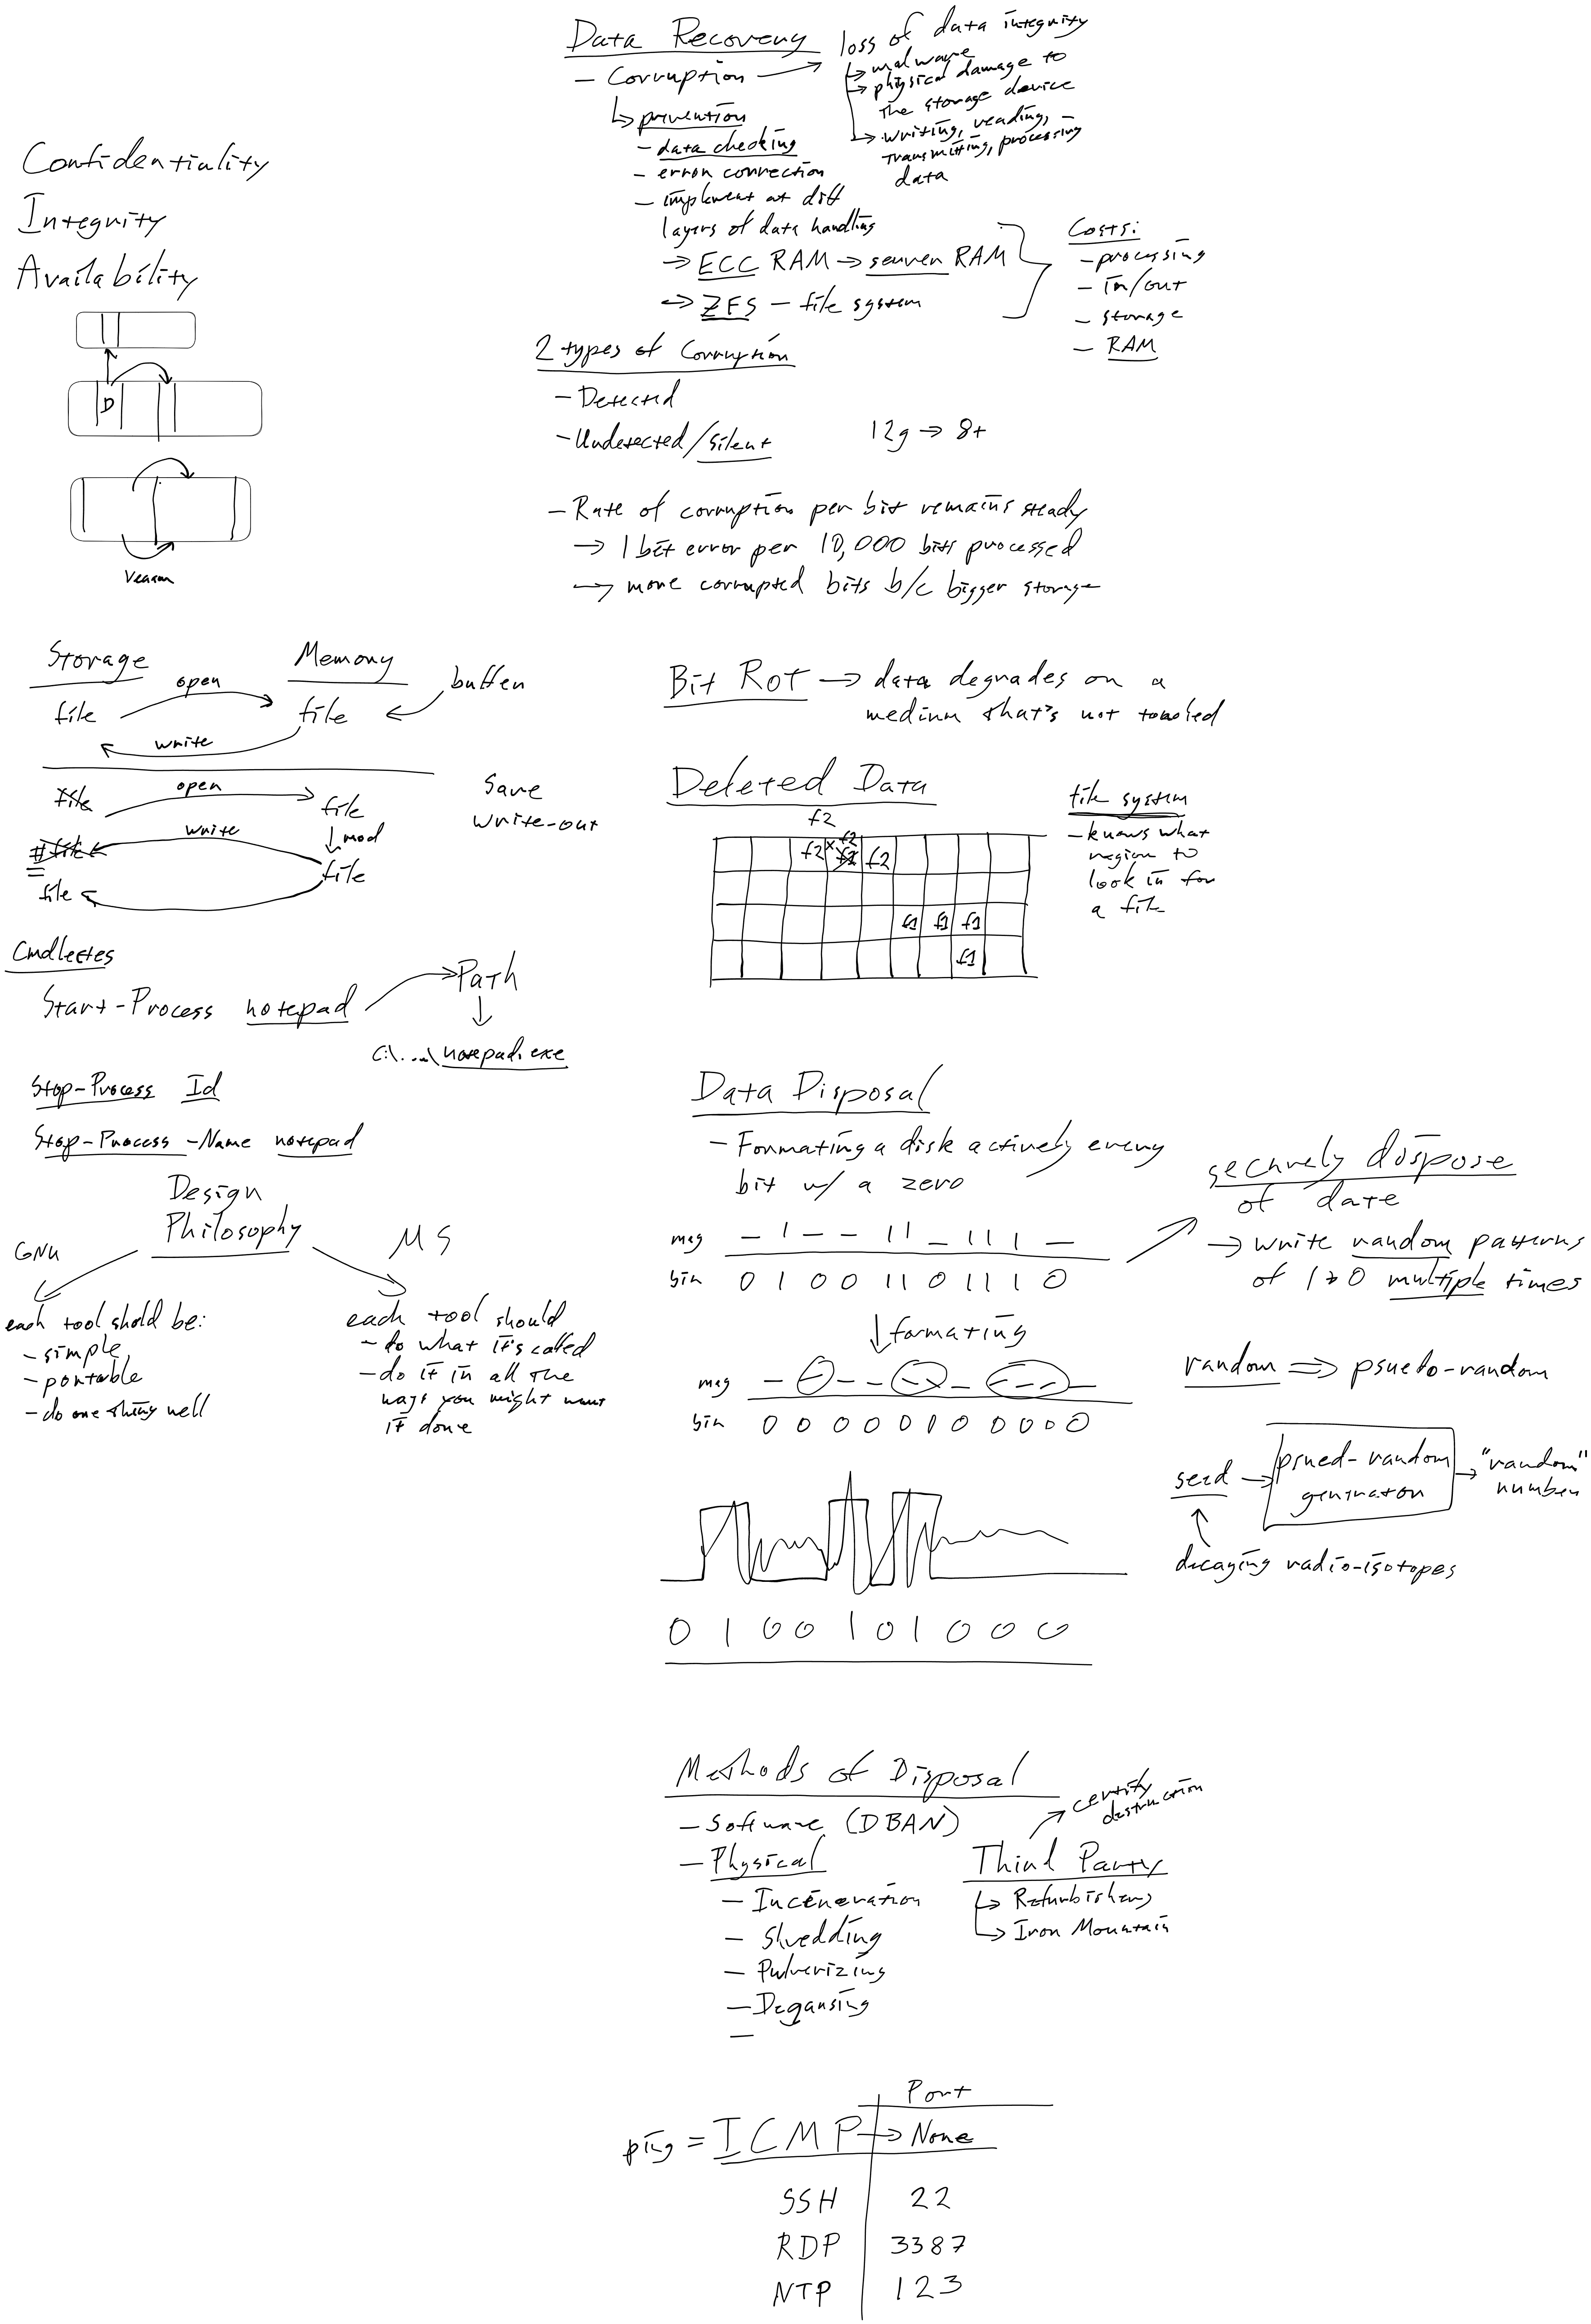 Data Recovery
- Corruption → loss of data integrity
↳ malware
↳ physical damage to
the storage device
↳ writing, reading,
transmitting, processing
data
↳ prevention
- data checking
- error correction
- implement at diff
layers of data handling
→ ECC RAM → server RAM
→ ZFS - file system
Costs:
- processing
- in/out
- storage
- RAM
Confidentiality
Integrity
Availability
D
2 types of Corruption
- Detected
- Undetected/Silent
12g → 8t
- Rate of corruption per bit remains steady
→ 1 bit error per 10,000 bits processed
→ more corrupted bits b/c bigger storage
Storage
Memory
buffer
file
open
file
write
file
open
file
Save
write-out
write
↓ mod
#file
file
file
Bit Rot → data degrades on a
medium that's not touched
Deleted Data
f2
f2
f2 f2 f2
f1 f1 f1
f1
file system
- knows what
region to
look in for
a file
Cmdlettes
Start-Process notepad
Path
↓
C:\...\notepad.exe
Stop-Process Id
Stop-Process -Name notepad
Design
Philosophy
GNU
MS
each tool shold be:
- simple
- portable
- do one thing well
each tool should
- do what it's called
- do it in all the
ways you might want
it done
Data Disposal
- Formating a disk actively every
bit w/ a zero
mag - | - - | | - | | | -
bin 0 1 0 0 1 1 0 1 1 1 0
↓ formating
mag
bin 0 0 0 0 0 1 0 0 0 0 0
0 1 0 0 1 0 1 0 0 0
securely dispose
of date
→ write random patterns
of 1 & 0 multiple times
random ⇒ psueto-random
seed → psued-random
generator
→ "random"
number
↑
decaying radio-isotopes
Methods of Disposal
- Software (DBAN)
- Physical
- Incineration
- Shredding
- Pulverizing
- Degausing
-
Third Party
→ certify
destruction
↳ Refurbishers
↳ Iron Mountain
Port
ping = ICMP → None
SSH 22
RDP 3387
NTP 123